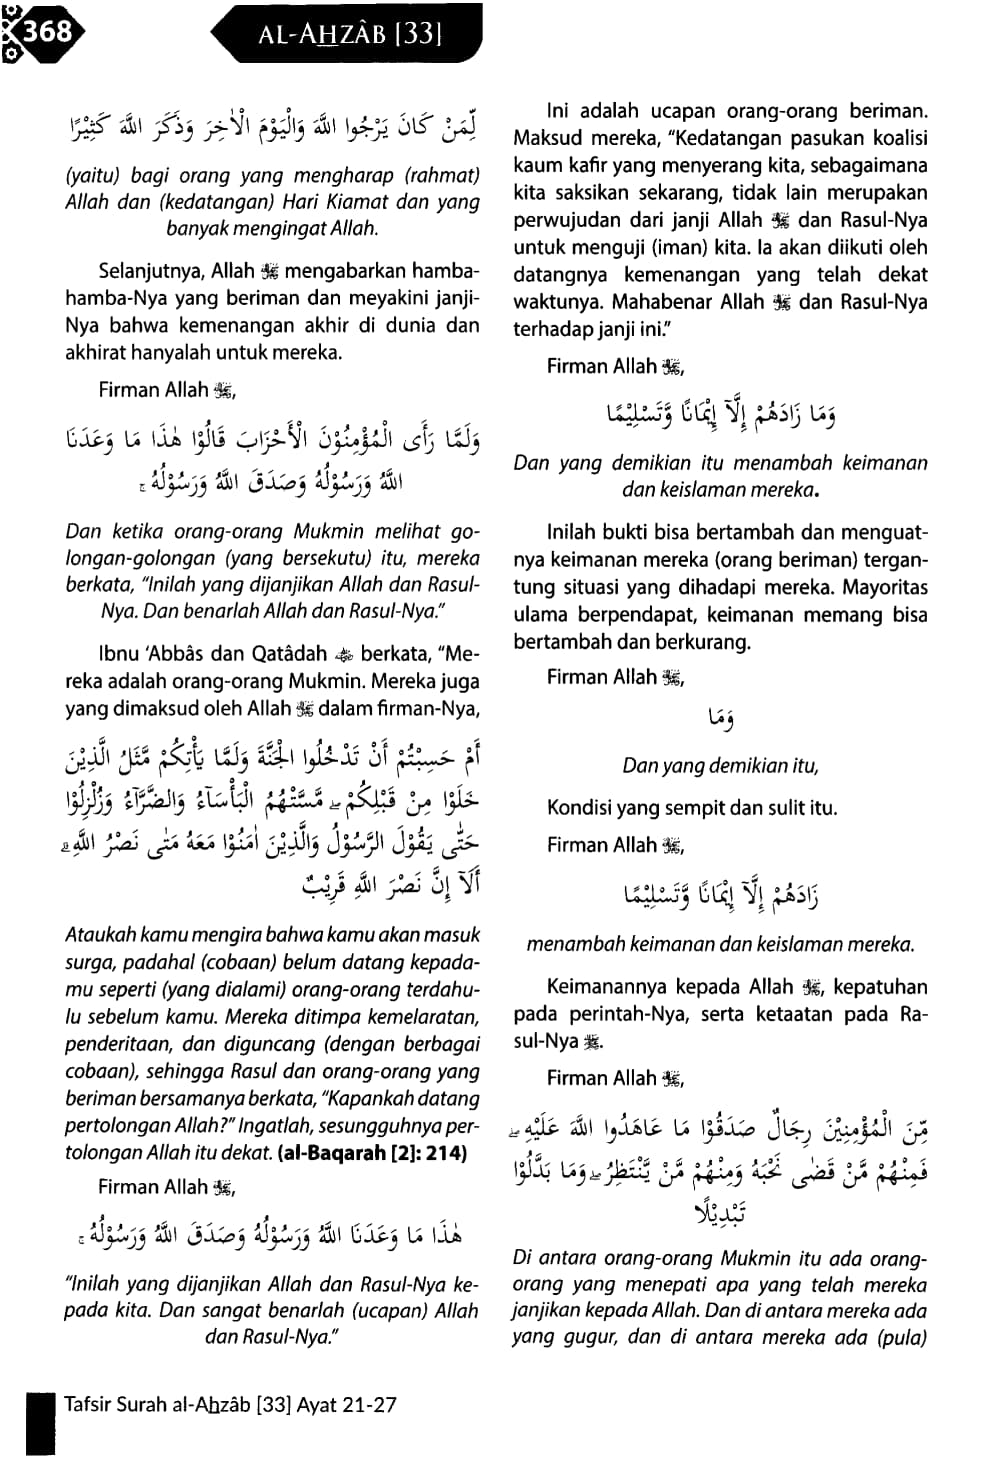 368
AL-AHZÂB [33]
لِّمَنْ كَانَ يَرْجُوا اللّٰهَ وَالْيَوْمَ الْاٰخِرَ وَذَكَرَ اللّٰهَ كَثِيْرًا
(yaitu) bagi orang yang mengharap (rahmat)
Allah dan (kedatangan) Hari Kiamat dan yang
banyak mengingat Allah.
Selanjutnya, Allah ﷻ mengabarkan hamba-
hamba-Nya yang beriman dan meyakini janji-
Nya bahwa kemenangan akhir di dunia dan
akhirat hanyalah untuk mereka.
Firman Allah ﷻ,
وَلَمَّا رَأَى الْمُؤْمِنُوْنَ الْأَحْزَابَ قَالُوْا هٰذَا مَا وَعَدَنَا
اللّٰهُ وَرَسُوْلُهُ وَصَدَقَ اللّٰهُ وَرَسُوْلُهُ ۚ
Dan ketika orang-orang Mukmin melihat go-
longan-golongan (yang bersekutu) itu, mereka
berkata, “Inilah yang dijanjikan Allah dan Rasul-
Nya. Dan benarlah Allah dan Rasul-Nya.”
Ibnu ‘Abbâs dan Qatâdah berkata, “Me-
reka adalah orang-orang Mukmin. Mereka juga
yang dimaksud oleh Allah ﷻ dalam firman-Nya,
أَمْ حَسِبْتُمْ أَنْ تَدْخُلُوا الْجَنَّةَ وَلَمَّا يَأْتِكُمْ مَّثَلُ الَّذِيْنَ
خَلَوْا مِنْ قَبْلِكُمْ ۖ مَّسَّتْهُمُ الْبَأْسَآءُ وَالضَّرَّآءُ وَزُلْزِلُوْا
حَتّٰى يَقُوْلَ الرَّسُوْلُ وَالَّذِيْنَ اٰمَنُوْا مَعَهُ مَتٰى نَصْرُ اللّٰهِ ۗ
أَلَآ إِنَّ نَصْرَ اللّٰهِ قَرِيْبٌ
Ataukah kamu mengira bahwa kamu akan masuk
surga, padahal (cobaan) belum datang kepada-
mu seperti (yang dialami) orang-orang terdahu-
lu sebelum kamu. Mereka ditimpa kemelaratan,
penderitaan, dan diguncang (dengan berbagai
cobaan), sehingga Rasul dan orang-orang yang
beriman bersamanya berkata, “Kapankah datang
pertolongan Allah?” Ingatlah, sesungguhnya per-
tolongan Allah itu dekat. (al-Baqarah [2]: 214)
Firman Allah ﷻ,
هٰذَا مَا وَعَدَنَا اللّٰهُ وَرَسُوْلُهُ وَصَدَقَ اللّٰهُ وَرَسُوْلُهُ ۚ
“Inilah yang dijanjikan Allah dan Rasul-Nya ke-
pada kita. Dan sangat benarlah (ucapan) Allah
dan Rasul-Nya.”
Ini adalah ucapan orang-orang beriman.
Maksud mereka, “Kedatangan pasukan koalisi
kaum kafir yang menyerang kita, sebagaimana
kita saksikan sekarang, tidak lain merupakan
perwujudan dari janji Allah ﷻ dan Rasul-Nya
untuk menguji (iman) kita. Ia akan diikuti oleh
datangnya kemenangan yang telah dekat
waktunya. Mahabenar Allah ﷻ dan Rasul-Nya
terhadap janji ini.”
Firman Allah ﷻ,
وَمَا زَادَهُمْ إِلَّآ إِيْمَانًا وَّتَسْلِيْمًا
Dan yang demikian itu menambah keimanan
dan keislaman mereka.
Inilah bukti bisa bertambah dan menguat-
nya keimanan mereka (orang beriman) tergan-
tung situasi yang dihadapi mereka. Mayoritas
ulama berpendapat, keimanan memang bisa
bertambah dan berkurang.
Firman Allah ﷻ,
وَمَا
Dan yang demikian itu,
Kondisi yang sempit dan sulit itu.
Firman Allah ﷻ,
زَادَهُمْ إِلَّآ إِيْمَانًا وَّتَسْلِيْمًا
menambah keimanan dan keislaman mereka.
Keimanannya kepada Allah ﷻ, kepatuhan
pada perintah-Nya, serta ketaatan pada Ra-
sul-Nya ﷺ.
Firman Allah ﷻ,
مِّنَ الْمُؤْمِنِيْنَ رِجَالٌ صَدَقُوْا مَا عَاهَدُوا اللّٰهَ عَلَيْهِ ۖ
فَمِنْهُمْ مَّنْ قَضٰى نَحْبَهُ وَمِنْهُمْ مَّنْ يَّنْتَظِرُ ۖ وَمَا بَدَّلُوْا
تَبْدِيْلًا
Di antara orang-orang Mukmin itu ada orang-
orang yang menepati apa yang telah mereka
janjikan kepada Allah. Dan di antara mereka ada
yang gugur, dan di antara mereka ada (pula)
Tafsir Surah al-Ahzâb [33] Ayat 21-27